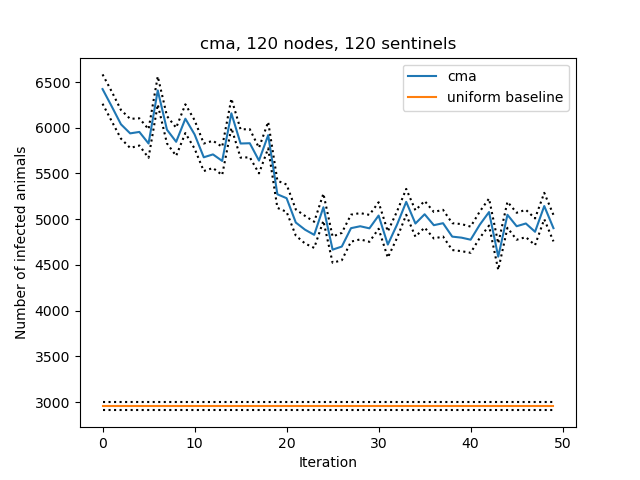 cma, 120 nodes, 120 sentinels
cma
uniform baseline
6500
6000
5500
5000
4500
4000
3500
3000
Number of infected animals
0 10 20 30 40 50
Iteration